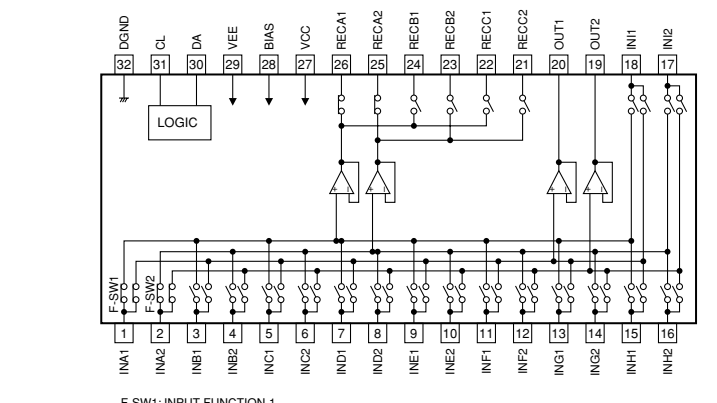 DGND CL DA VEE BIAS VCC RECA1 RECA2 RECB1 RECB2 RECC1 RECC2 OUT1 OUT2 INI1 INI2
32 31 30 29 28 27 26 25 24 23 22 21 20 19 18 17
LOGIC
+ − + − + − + −
F-SW1 F-SW2
1 2 3 4 5 6 7 8 9 10 11 12 13 14 15 16
INA1 INA2 INB1 INB2 INC1 INC2 IND1 IND2 INE1 INE2 INF1 INF2 ING1 ING2 INH1 INH2
F-SW1: INPUT FUNCTION 1